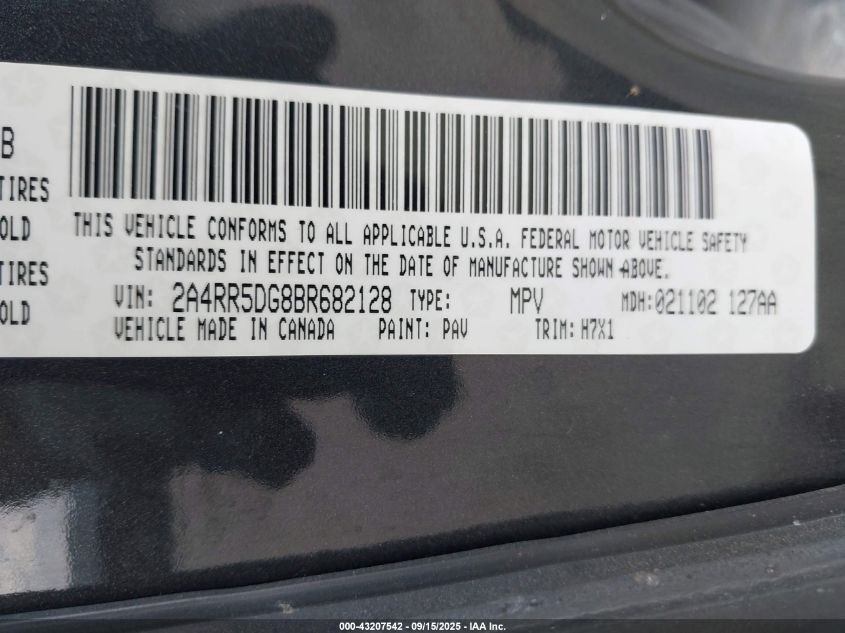 B
TIRES
OLD
TIRES
OLD
THIS VEHICLE CONFORMS TO ALL APPLICABLE U.S.A. FEDERAL MOTOR VEHICLE SAFETY
STANDARDS IN EFFECT ON THE DATE OF MANUFACTURE SHOWN ABOVE.
VIN: 2A4RR5DG8BR682128 TYPE: MPV MDH:021102 127AA
VEHICLE MADE IN CANADA PAINT: PAV TRIM: H7X1
000-43207542 - 09/15/2025 - IAA Inc.